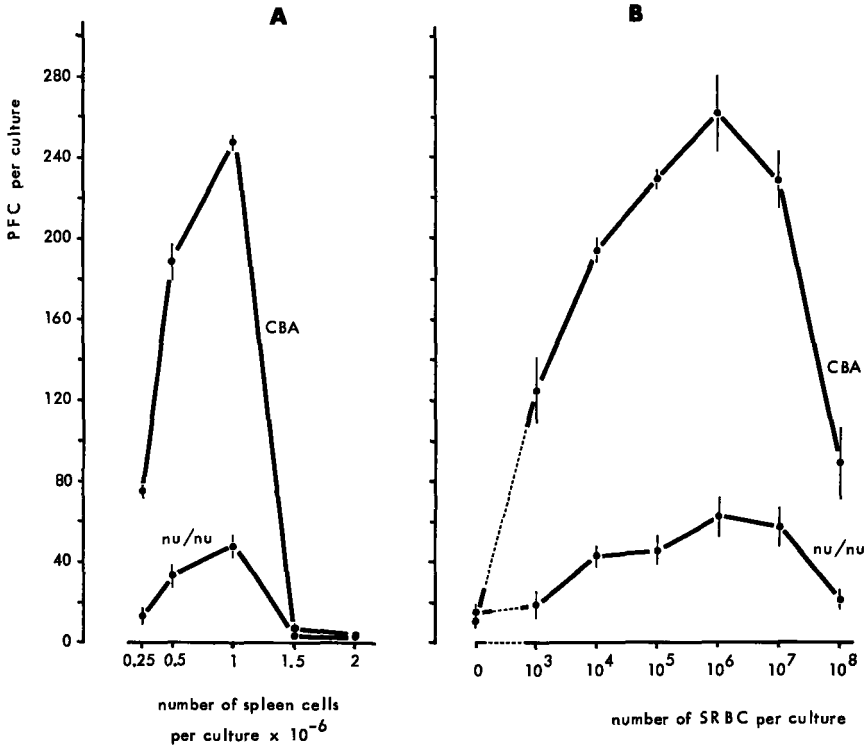 A
B
PFC per culture
280
240
200
160
120
80
40
0
CBA
nu/nu
0.25 0.5 1 1.5 2
number of spleen cells
per culture x 10⁻⁶
CBA
nu/nu
0 10³ 10⁴ 10⁵ 10⁶ 10⁷ 10⁸
number of SRBC per culture